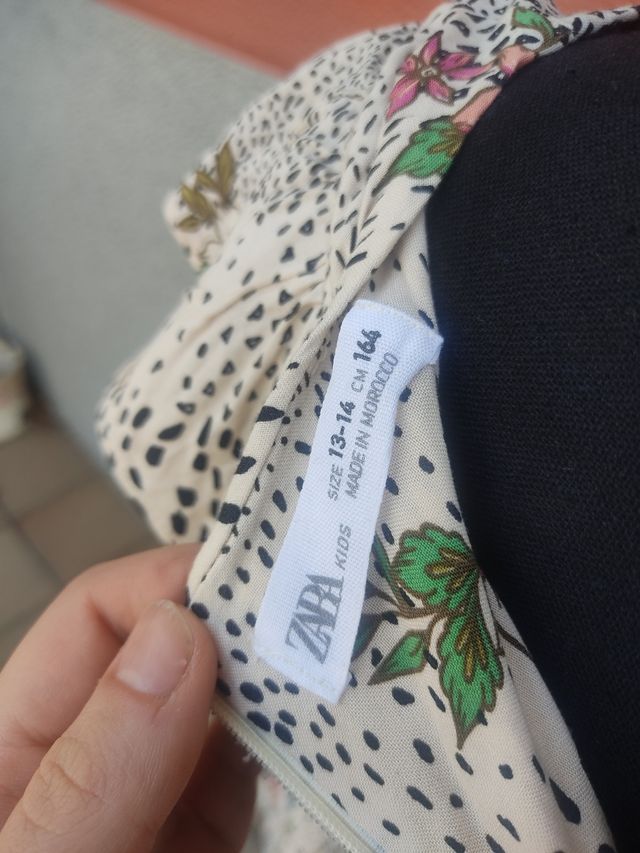 ZARA KIDS
SIZE 13-14 CM 164
MADE IN MOROCCO